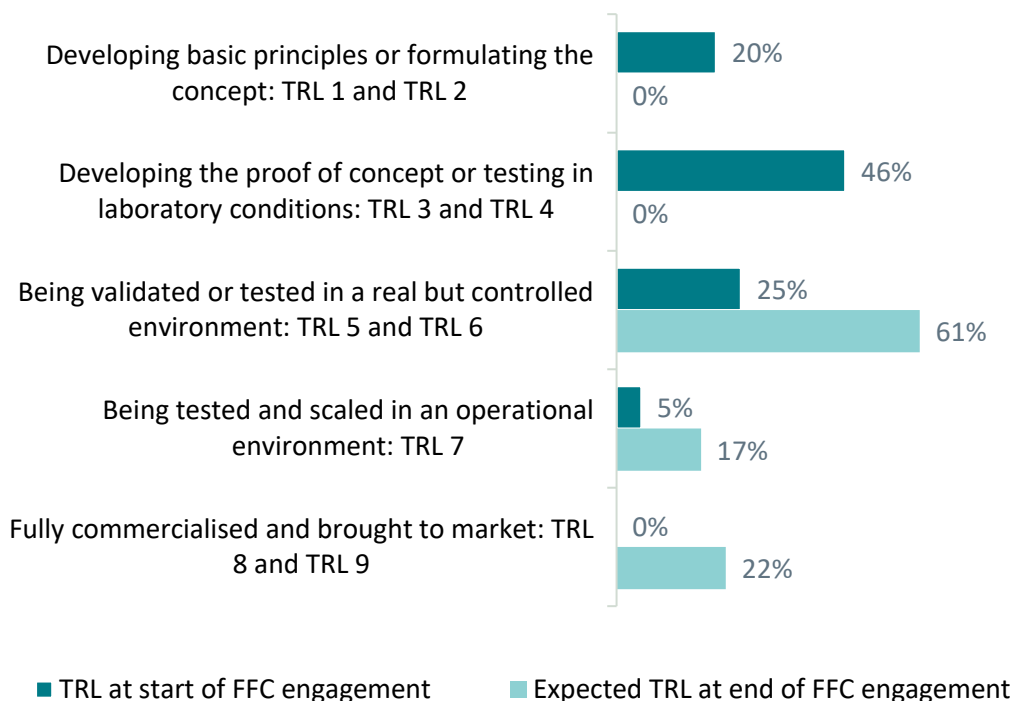 Developing basic principles or formulating the
concept: TRL 1 and TRL 2
20%
0%
Developing the proof of concept or testing in
laboratory conditions: TRL 3 and TRL 4
46%
0%
Being validated or tested in a real but controlled
environment: TRL 5 and TRL 6
25%
61%
Being tested and scaled in an operational
environment: TRL 7
5%
17%
Fully commercialised and brought to market: TRL
8 and TRL 9
0%
22%
TRL at start of FFC engagement
Expected TRL at end of FFC engagement